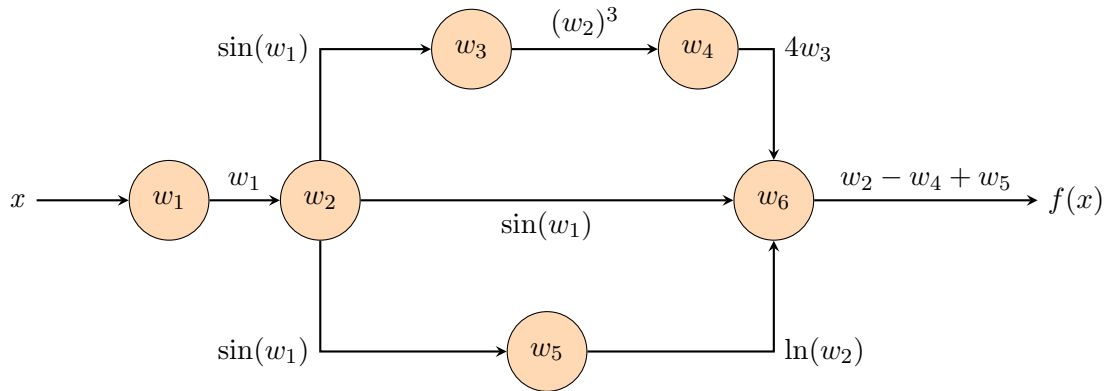 sin(w₁)
w₃
(w₂)³
w₄
4w₃
x
w₁
w₁
w₂
sin(w₁)
w₆
w₂ − w₄ + w₅
f(x)
sin(w₁)
w₅
ln(w₂)